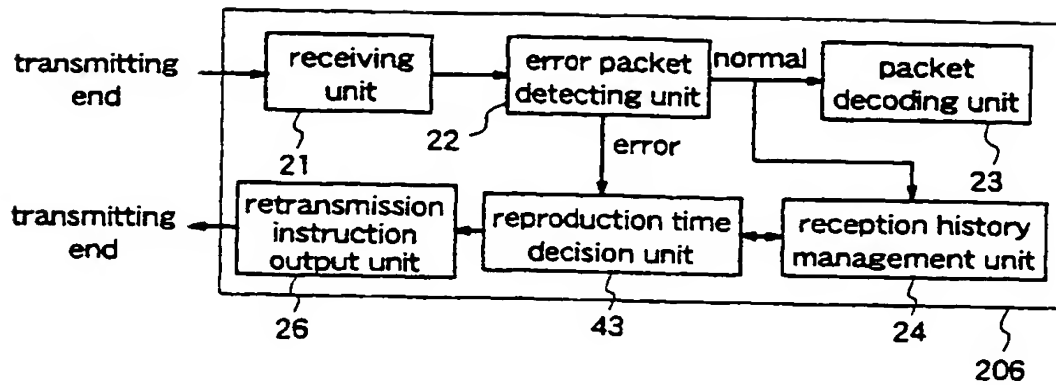 transmitting
end
receiving
unit
21
error packet
detecting unit
22
normal
packet
decoding unit
23
error
transmitting
end
retransmission
instruction
output unit
26
reproduction time
decision unit
43
reception history
management unit
24
206